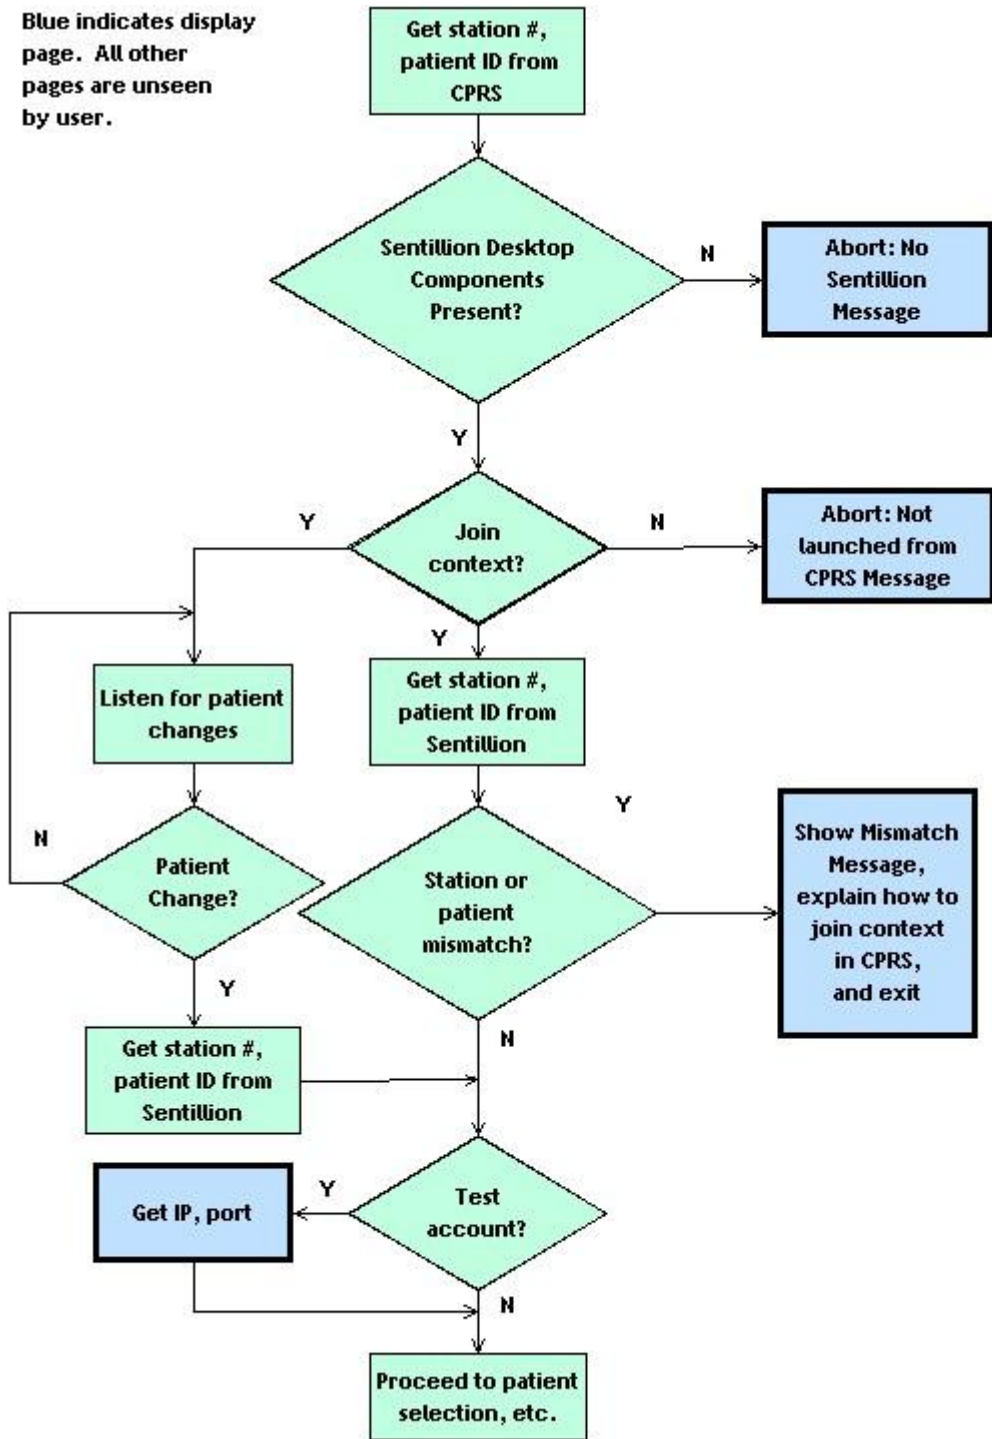 Blue indicates display
page. All other
pages are unseen
by user.
Get station #,
patient ID from
CPRS
Sentillion Desktop
Components
Present?
N
Abort: No
Sentillion
Message
Y
Join
context?
Y
N
Abort: Not
launched from
CPRS Message
Y
Listen for patient
changes
Get station #,
patient ID from
Sentillion
N
Patient
Change?
Y
Station or
patient
mismatch?
Y
Show Mismatch
Message,
explain how to
join context
in CPRS,
and exit
N
Get station #,
patient ID from
Sentillion
Test
account?
Y
Get IP, port
N
Proceed to patient
selection, etc.